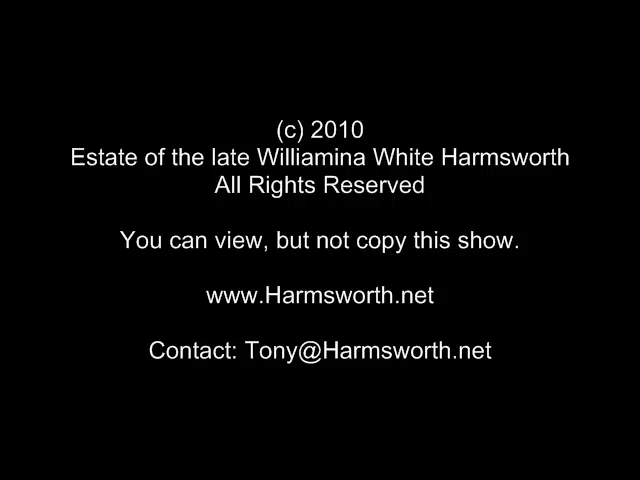 (c) 2010
Estate of the late Williamina White Harmsworth
All Rights Reserved
You can view, but not copy this show.
www.Harmsworth.net
Contact: Tony@Harmsworth.net